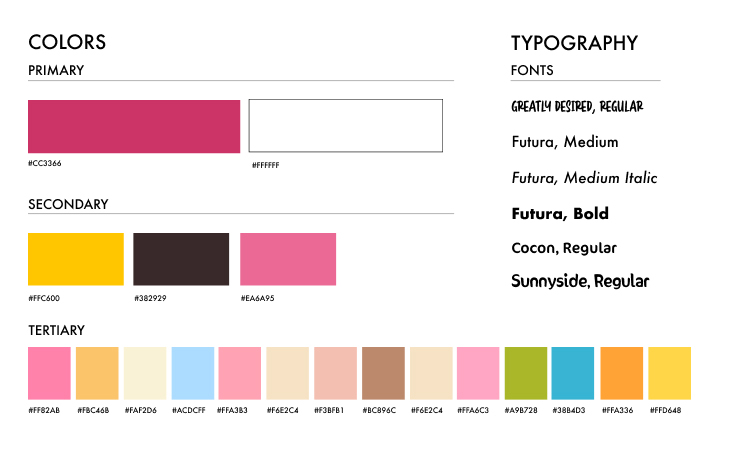 COLORS
PRIMARY
#CC3366
#FFFFFF
SECONDARY
#FFC600
#382929
#EA6A95
TERTIARY
#FF82AB
#FBC46B
#FAF2D6
#ACDCFF
#FFA3B3
#F6E2C4
#F3BFB1
#BC896C
#F6E2C4
#FFA6C3
#A9B728
#38B4D3
#FFA336
#FFD648
TYPOGRAPHY
FONTS
GREATLY DESIRED, REGULAR
Futura, Medium
Futura, Medium Italic
Futura, Bold
Cocon, Regular
Sunnyside, Regular